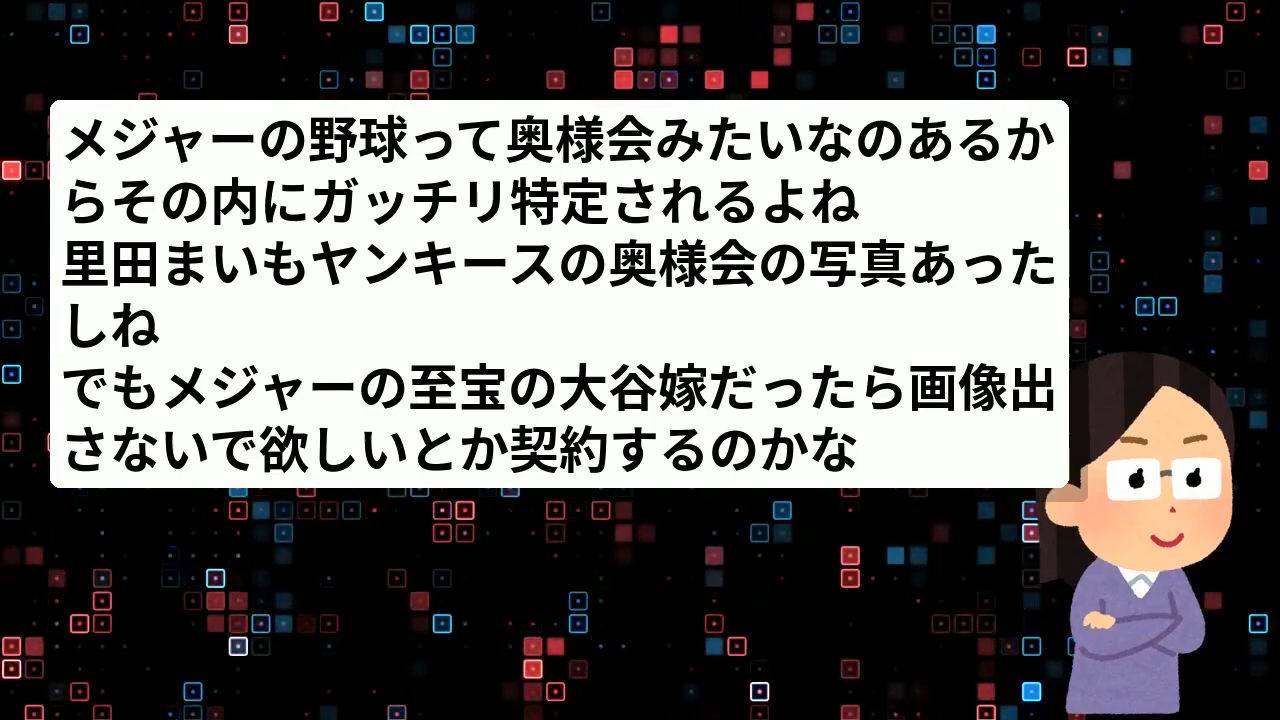 メジャーの野球って奥様会みたいなのあるか
らその内にガッチリ特定されるよね
里田まいもヤンキースの奥様会の写真あった
しね
でもメジャーの至宝の大谷嫁だったら画像出
さないで欲しいとか契約するのかな